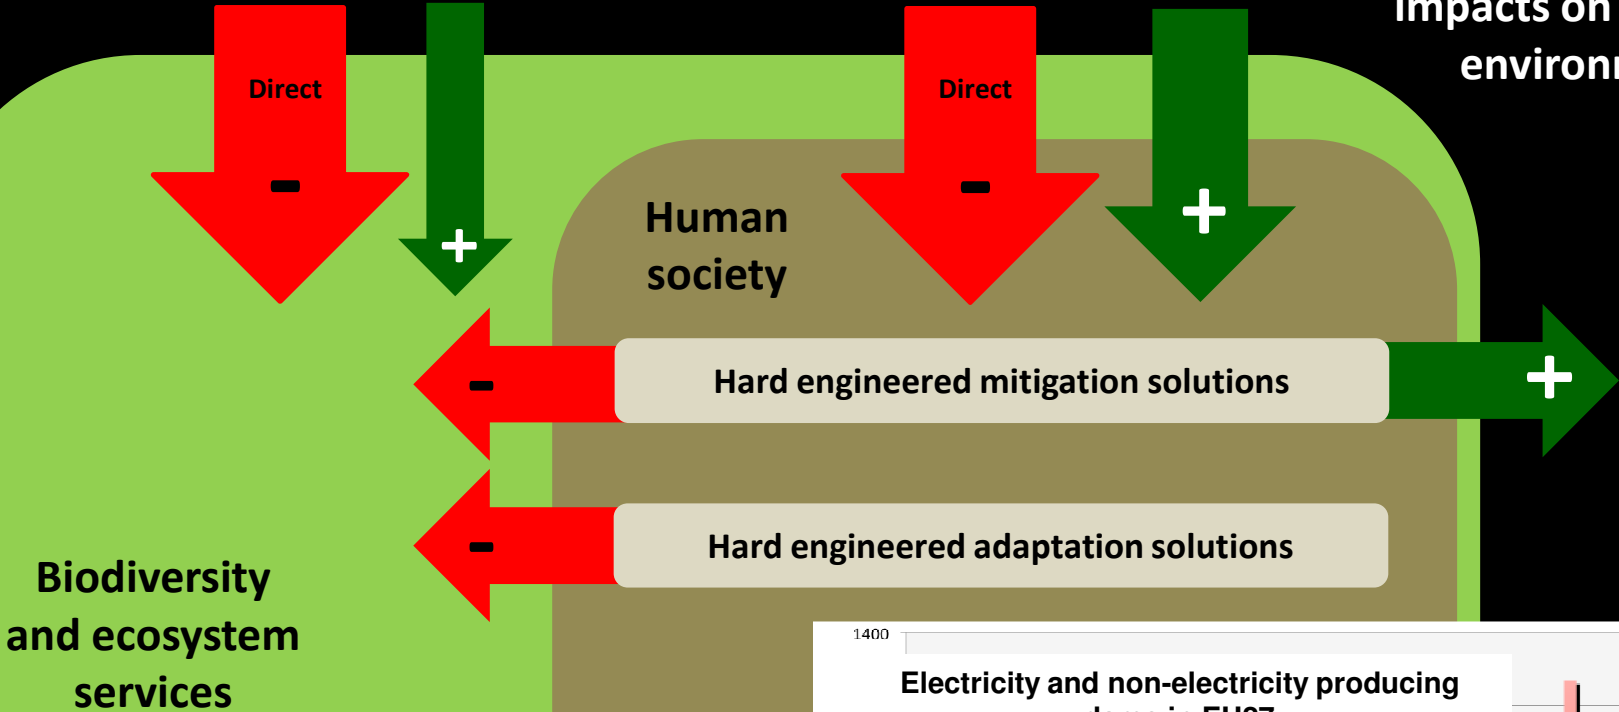 impacts on
Direct
Direct
-
+
-
+
Human
society
-
Hard engineered mitigation solutions
+
-
Hard engineered adaptation solutions
Biodiversity
and ecosystem
services
1400
Electricity and non-electricity producing